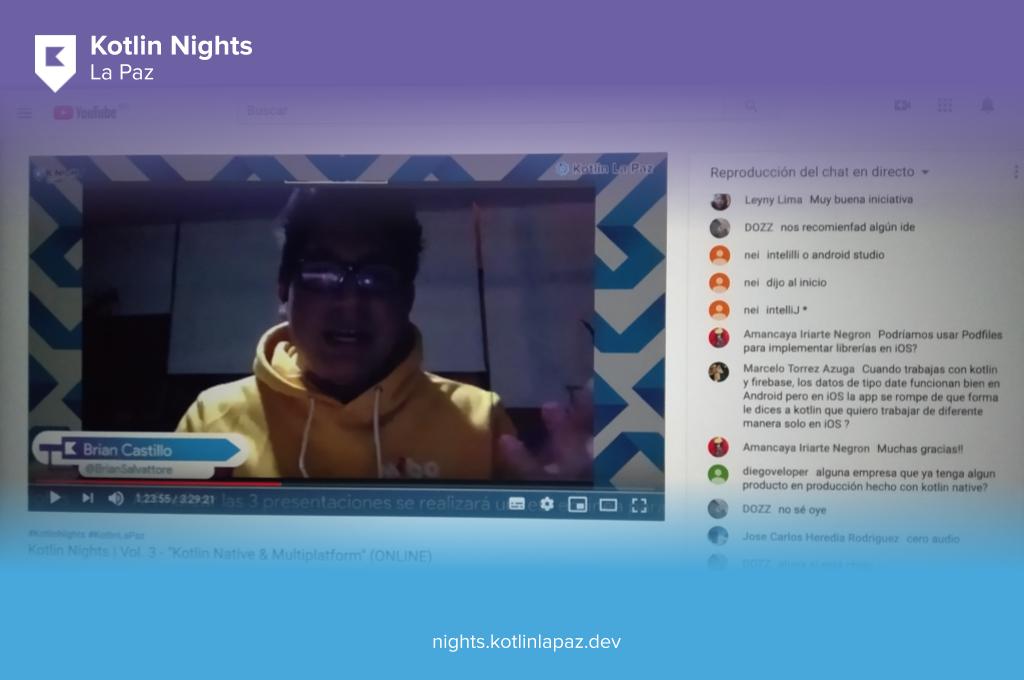 Kotlin Nights
La Paz
YouTube
Buscar
Kotlin La Paz
Reproducción del chat en directo
Leyny Lima Muy buena iniciativa
DOZZ nos recomienfad algún ide
nei intelilli o android studio
nei dijo al inicio
nei intelliJ *
Amancaya Iriarte Negron Podríamos usar Podfiles
para implementar librerías en iOS?
Marcelo Torrez Azuga Cuando trabajas con kotlin
y firebase, los datos de tipo date funcionan bien en
Android pero en iOS la app se rompe de que forma
le dices a kotlin que quiero trabajar de diferente
manera solo en iOS ?
Amancaya Iriarte Negron Muchas gracias!!
diegoveloper alguna empresa que ya tenga algun
producto en producción hecho con kotlin native?
DOZZ no sé oye
Jose Carlos Heredia Rodriguez cero audio
DOZZ
Brian Castillo
@BrianSalvattore
1:23:55 / 3:29:21
las 3 presentaciones se realizará
#KotlinNights #KotlinLaPaz
Kotlin Nights | Vol. 3 - "Kotlin Native & Multiplatform" (ONLINE)
nights.kotlinlapaz.dev